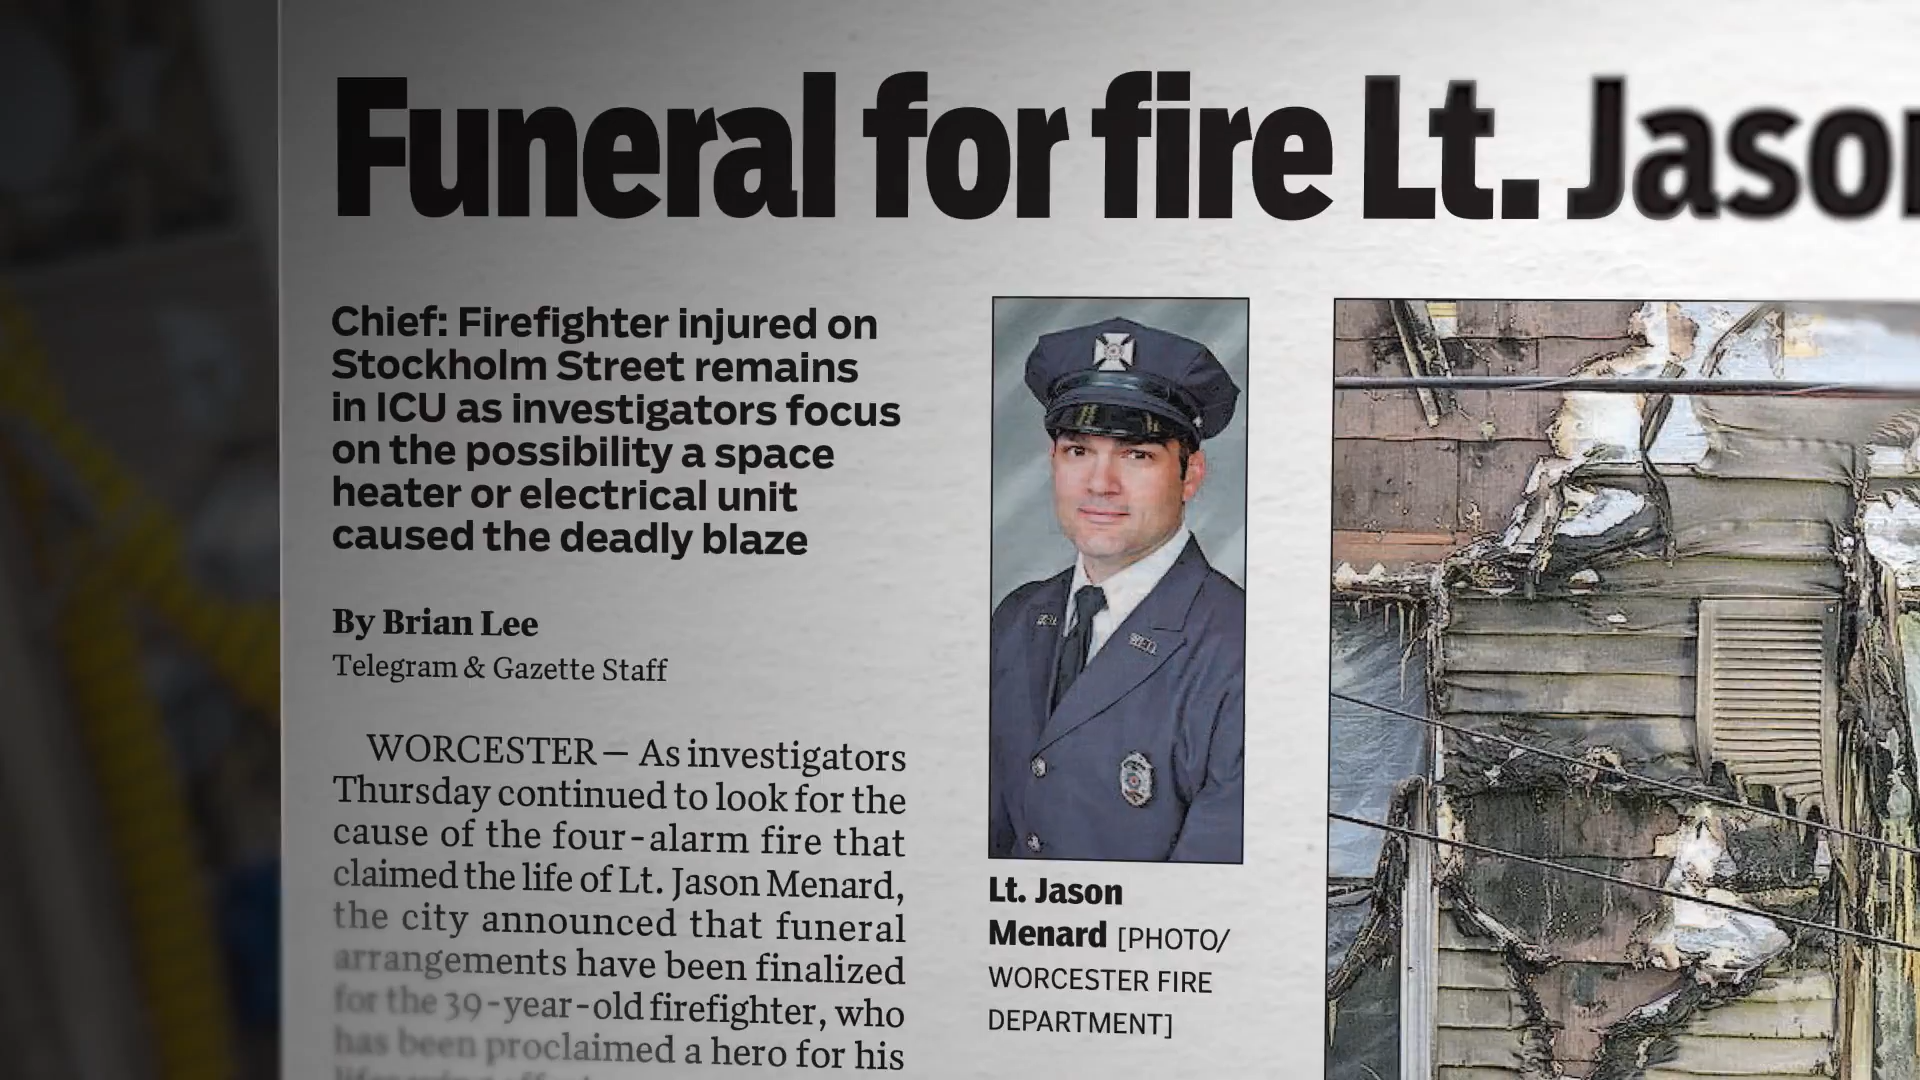 Funeral for fire Lt. Jason
Chief: Firefighter injured on
Stockholm Street remains
in ICU as investigators focus
on the possibility a space
heater or electrical unit
caused the deadly blaze
By Brian Lee
Telegram & Gazette Staff
WORCESTER — As investigators
Thursday continued to look for the
cause of the four-alarm fire that
claimed the life of Lt. Jason Menard,
the city announced that funeral
arrangements have been finalized
for the 39-year-old firefighter, who
has been proclaimed a hero for his
Lt. Jason
Menard [PHOTO/
WORCESTER FIRE
DEPARTMENT]